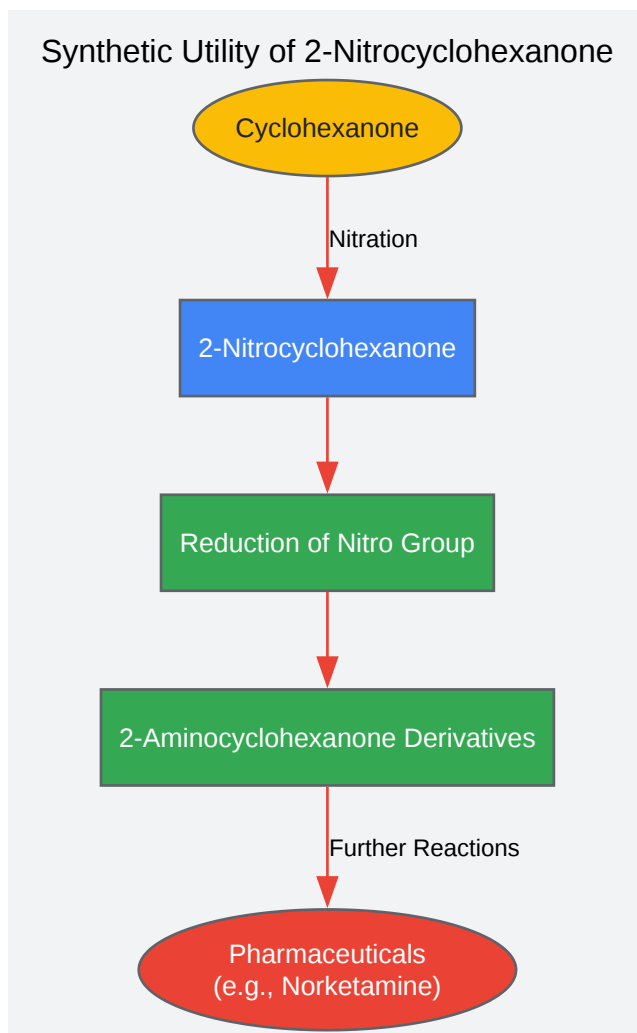 Synthetic Utility of 2-Nitrocyclohexanone
Cyclohexanone
Nitration
2-Nitrocyclohexanone
Reduction of Nitro Group
2-Aminocyclohexanone Derivatives
Further Reactions
Pharmaceuticals
(e.g., Norketamine)